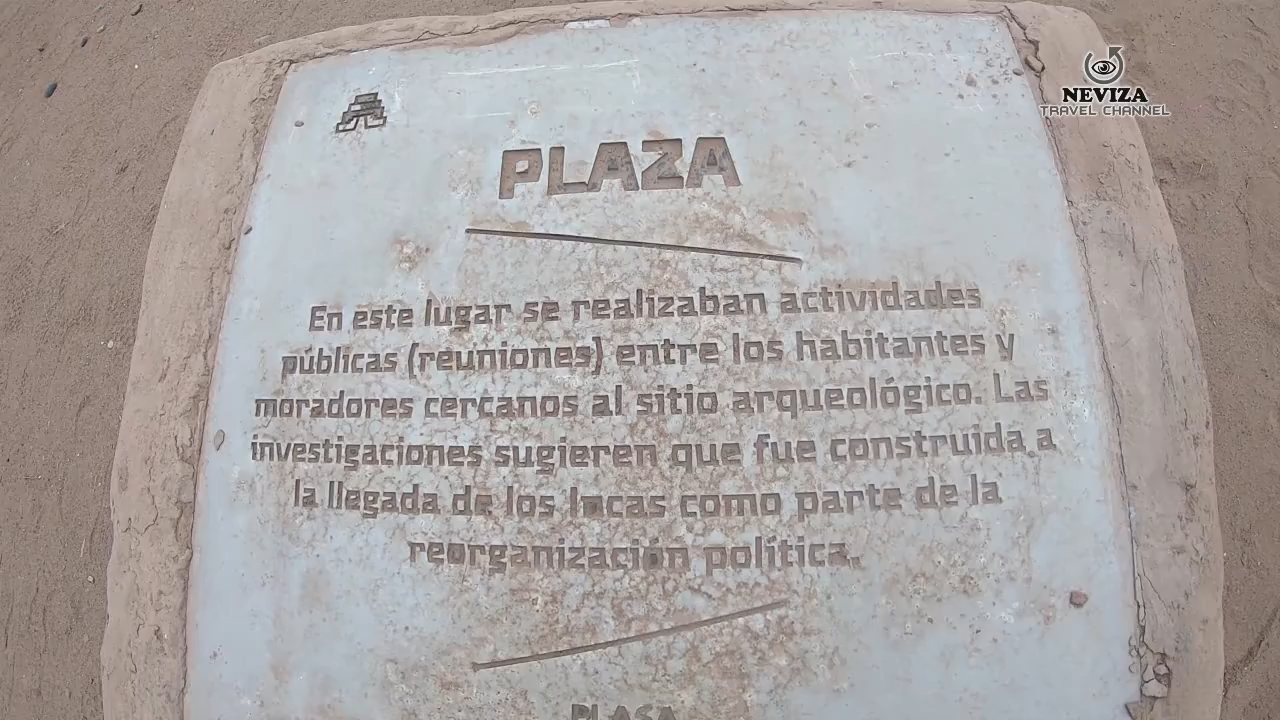 NEVIZA
TRAVEL CHANNEL
PLAZA
En este lugar se realizaban actividades
públicas (reuniones) entre los habitantes y
moradores cercanos al sitio arqueológico. Las
investigaciones sugieren que fue construida a
la llegada de los Incas como parte de la
reorganización política.
PLASA